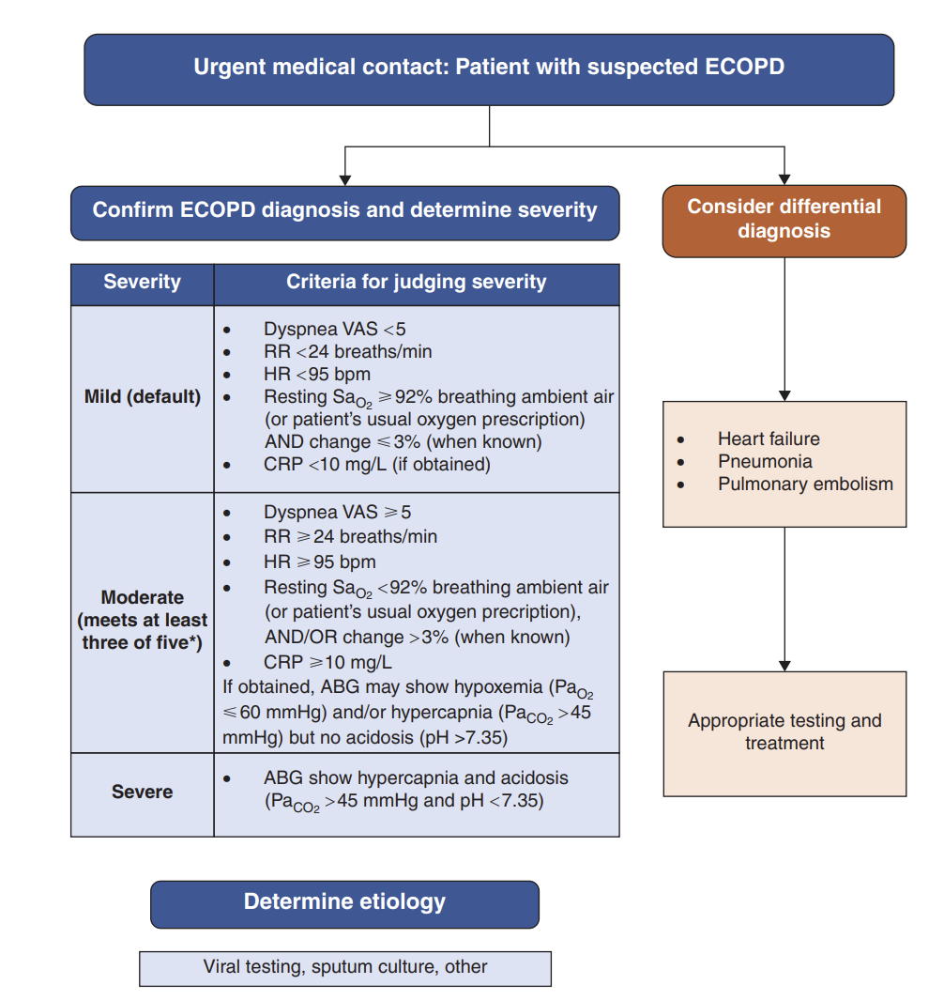 Urgent medical contact: Patient with suspected ECOPD
Confirm ECOPD diagnosis and determine severity
Severity
Criteria for judging severity
Mild (default)
• Dyspnea VAS <5
• RR <24 breaths/min
• HR <95 bpm
• Resting SaO2 ⩾92% breathing ambient air
(or patient's usual oxygen prescription)
AND change ⩽3% (when known)
• CRP <10 mg/L (if obtained)
Moderate
(meets at least
three of five*)
• Dyspnea VAS ⩾5
• RR ⩾24 breaths/min
• HR ⩾95 bpm
• Resting SaO2 <92% breathing ambient air
(or patient's usual oxygen precription),
AND/OR change >3% (when known)
• CRP ⩾10 mg/L
If obtained, ABG may show hypoxemia (PaO2
⩽60 mmHg) and/or hypercapnia (PaCO2 >45
mmHg) but no acidosis (pH >7.35)
Severe
• ABG show hypercapnia and acidosis
(PaCO2 >45 mmHg and pH <7.35)
Determine etiology
Viral testing, sputum culture, other
Consider differential
diagnosis
• Heart failure
• Pneumonia
• Pulmonary embolism
Appropriate testing and
treatment